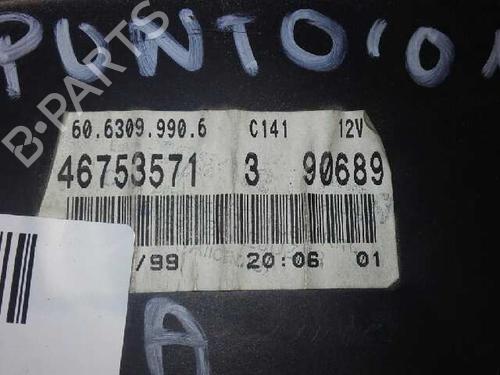 PUNTO '01
B-PARTS
60.6309.990.6 C141 12V
46753571 3 90689
/99 20:06 01
A